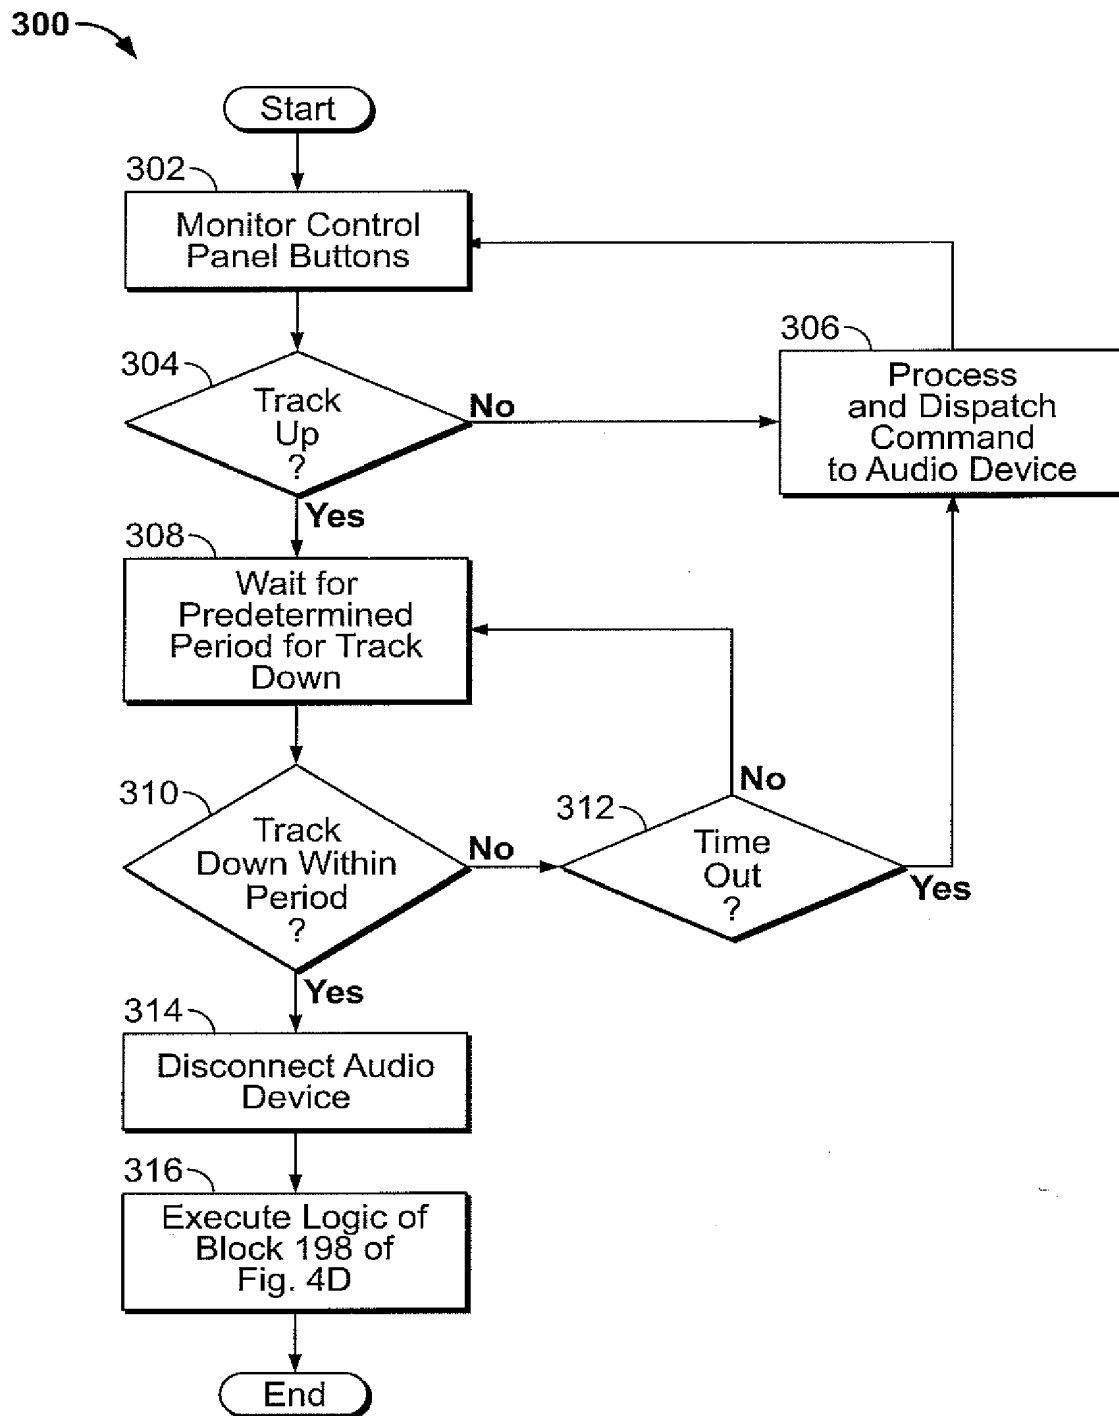 300
Start
302
Monitor Control
Panel Buttons
304
Track
Up
?
No
306
Process
and Dispatch
Command
to Audio Device
Yes
308
Wait for
Predetermined
Period for Track
Down
310
Track
Down Within
Period
?
No
312
Time
Out
?
No
Yes
Yes
314
Disconnect Audio
Device
316
Execute Logic of
Block 198 of
Fig. 4D
End